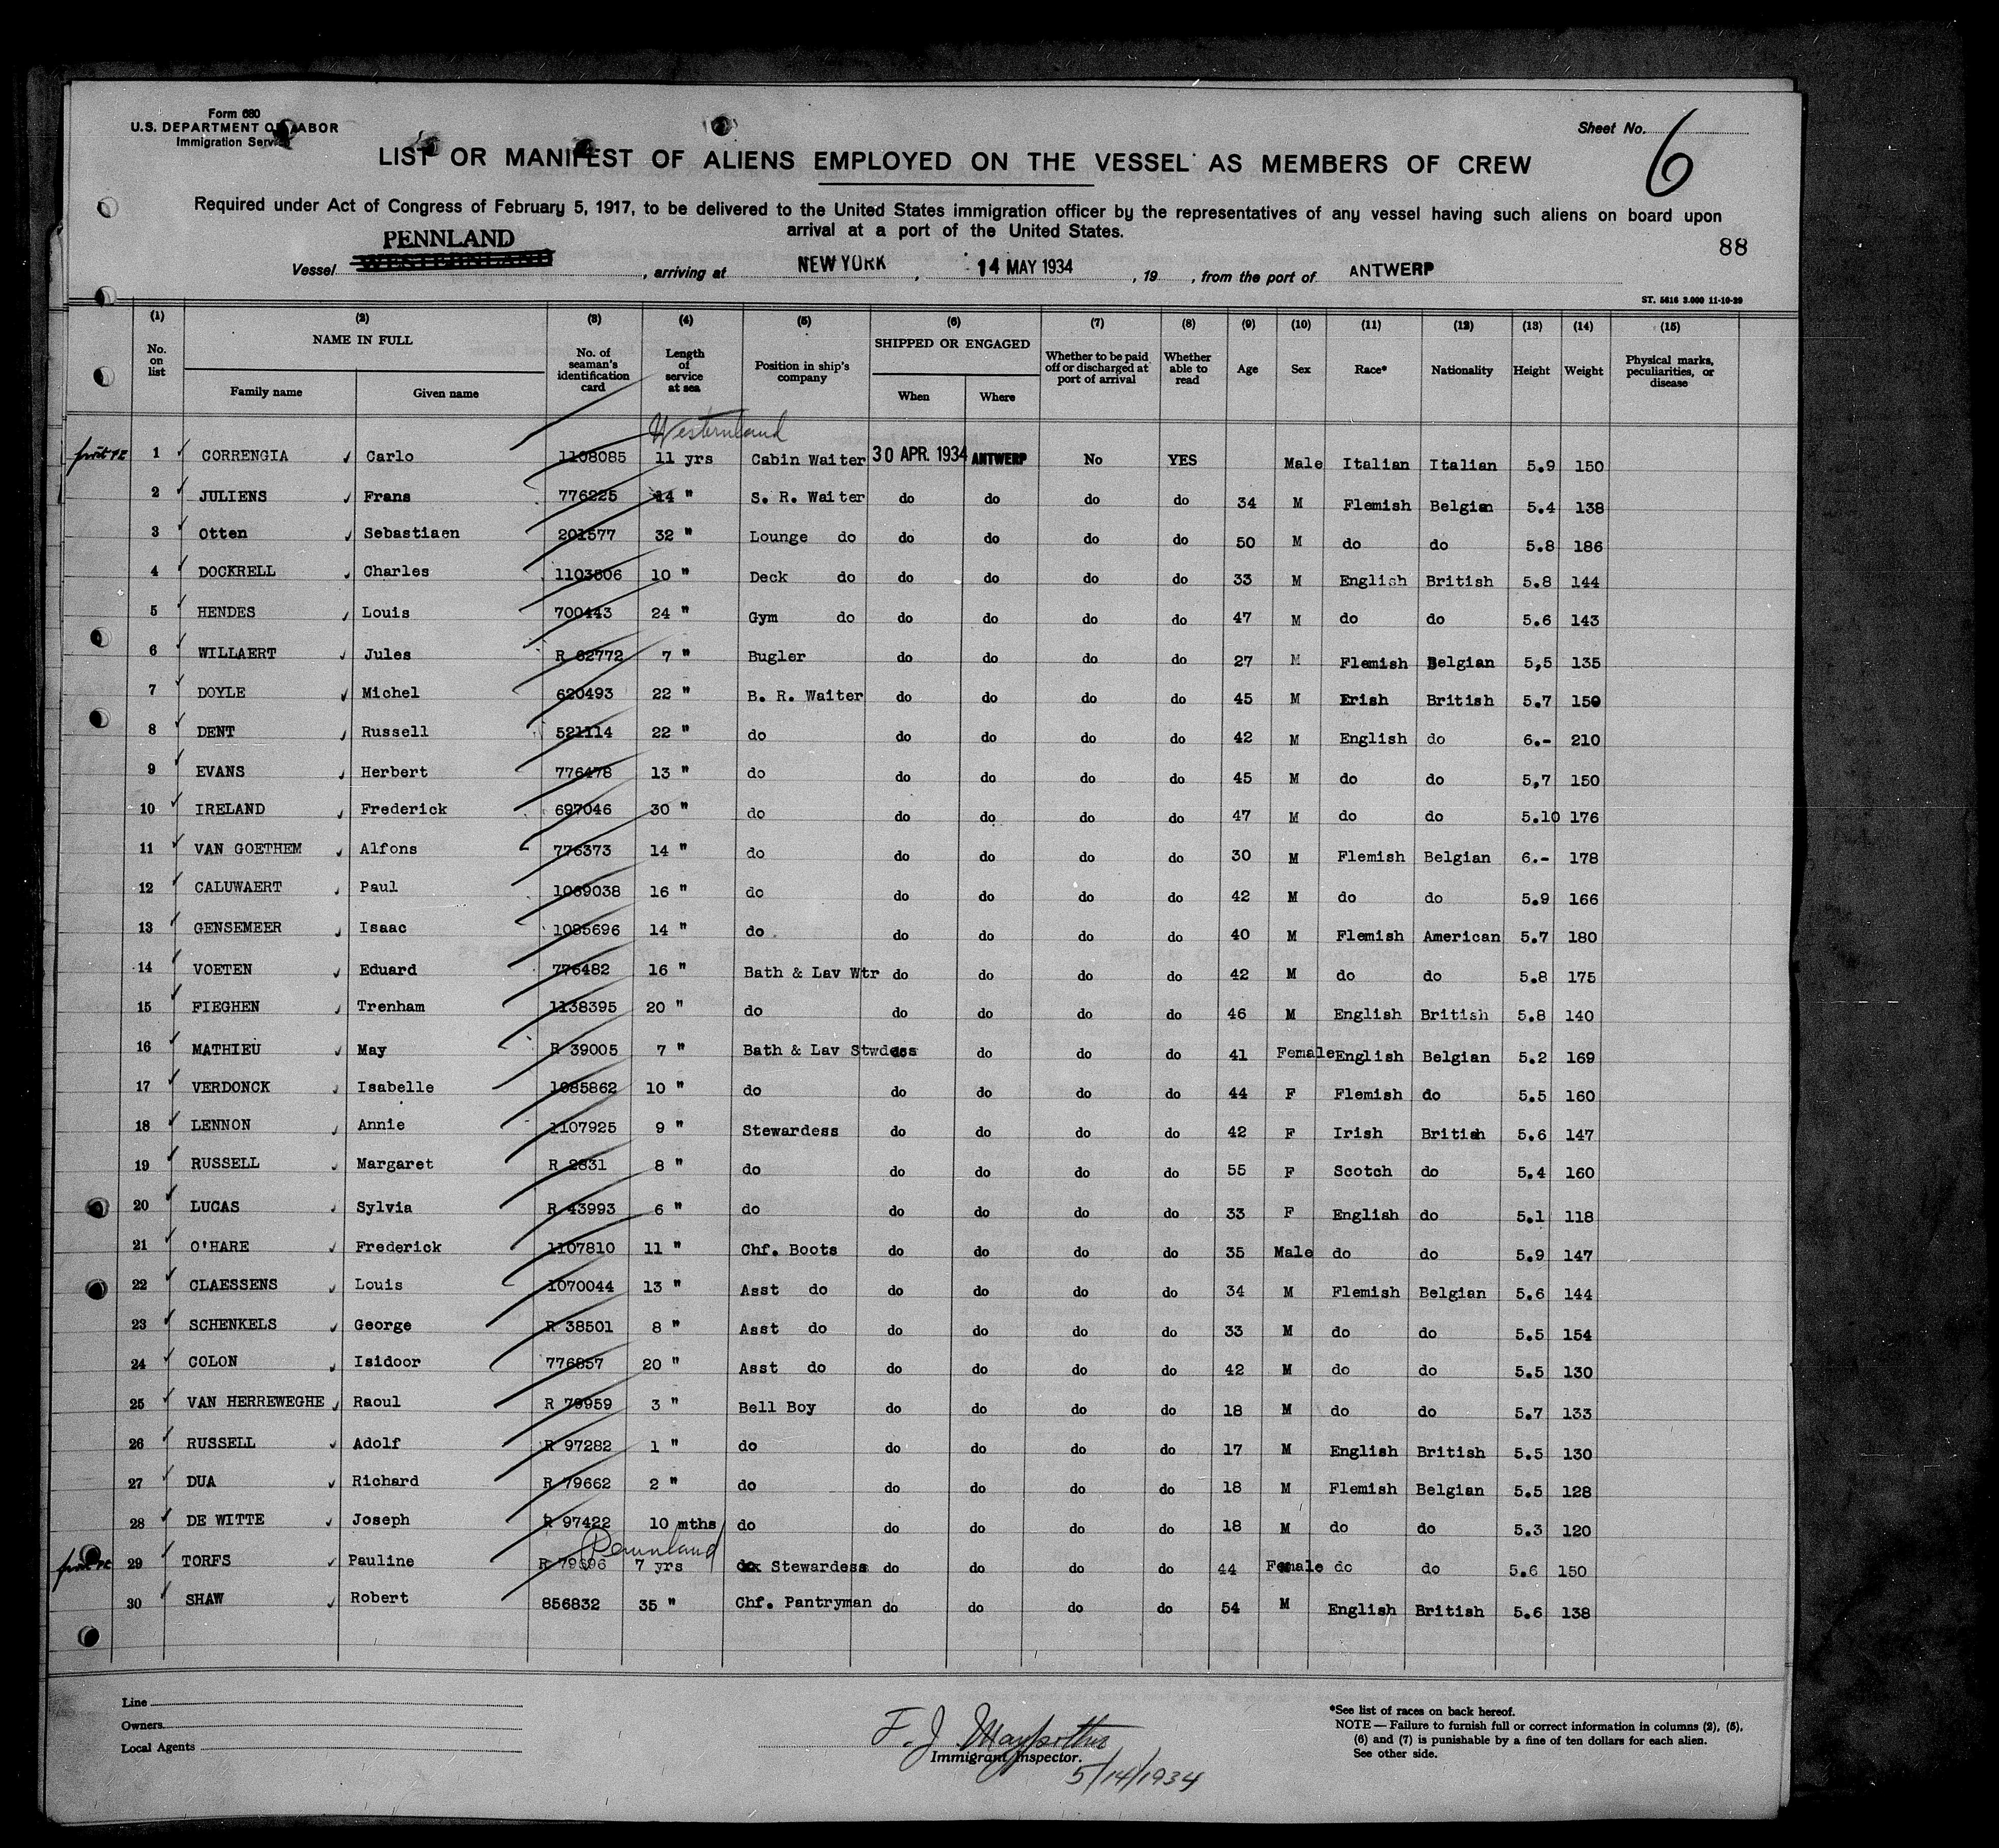 Form 680
U.S. DEPARTMENT OF LABOR
Immigration Service
Sheet No. 6
LIST OR MANIFEST OF ALIENS EMPLOYED ON THE VESSEL AS MEMBERS OF CREW
Required under Act of Congress of February 5, 1917, to be delivered to the United States immigration officer by the representatives of any vessel having such aliens on board upon
arrival at a port of the United States.
88
PENNLAND
Vessel WESTERNLAND, arriving at NEW YORK, 14 MAY 1934, 19 , from the port of ANTWERP
ST. 5616 3.000 11-10-29
(1) (2) (3) (4) (5) (6) (7) (8) (9) (10) (11) (12) (13) (14) (15)
No. on list NAME IN FULL Family name Given name No. of seaman's identification card Length of service at sea Position in ship's company SHIPPED OR ENGAGED When Where Whether to be paid off or discharged at port of arrival Whether able to read Age Sex Race* Nationality Height Weight Physical marks, peculiarities, or disease
Westernland
1 CORRENGIA Carlo 1108085 11 yrs Cabin Waiter 30 APR. 1934 ANTWERP No YES Male Italian Italian 5.9 150
2 JULIENS Frans 776225 14 " S. R. Waiter do do do do 34 M Flemish Belgian 5.4 138
3 Otten Sebastiaen 201577 32 " Lounge do do do do do 50 M do do 5.8 186
4 DOCKRELL Charles 1103506 10 " Deck do do do do do 33 M English British 5.8 144
5 HENDES Louis 700443 24 " Gym do do do do do 47 M do do 5.6 143
6 WILLAERT Jules R 62772 7 " Bugler do do do do 27 M Flemish Belgian 5,5 135
7 DOYLE Michel 620493 22 " B. R. Waiter do do do do 45 M Erish British 5.7 150
8 DENT Russell 521114 22 " do do do do do 42 M English do 6.- 210
9 EVANS Herbert 776478 13 " do do do do do 45 M do do 5,7 150
10 IRELAND Frederick 697046 30 " do do do do do 47 M do do 5.10 176
11 VAN GOETHEM Alfons 776373 14 " do do do do do 30 M Flemish Belgian 6.- 178
12 CALUWAERT Paul 1069038 16 " do do do do do 42 M do do 5.9 166
13 GENSEMEER Isaac 1085696 14 " do do do do do 40 M Flemish American 5.7 180
14 VOETEN Eduard 776482 16 " Bath & Lav Wtr do do do do 42 M do do 5.8 175
15 FIEGHEN Trenham 1138395 20 " do do do do do 46 M English British 5.8 140
16 MATHIEU May R 39005 7 " Bath & Lav Stwdess do do do do 41 Female English Belgian 5.2 169
17 VERDONCK Isabelle 1085862 10 " do do do do do 44 F Flemish do 5.5 160
18 LENNON Annie 1107925 9 " Stewardess do do do do 42 F Irish British 5.6 147
19 RUSSELL Margaret R 2831 8 " do do do do do 55 F Scotch do 5.4 160
20 LUCAS Sylvia R 43993 6 " do do do do do 33 F English do 5.1 118
21 O'HARE Frederick 1107810 11 " Chf. Boots do do do do 35 Male do do 5.9 147
22 CLAESSENS Louis 1070044 13 " Asst do do do do do 34 M Flemish Belgian 5.6 144
23 SCHENKELS George R 38501 8 " Asst do do do do do 33 M do do 5.5 154
24 COLON Isidoor 776857 20 " Asst do do do do do 42 M do do 5.5 130
25 VAN HERREWEGHE Raoul R 79959 3 " Bell Boy do do do do 18 M do do 5.7 133
26 RUSSELL Adolf R 97282 1 " do do do do do 17 M English British 5.5 130
27 DUA Richard R 79662 2 " do do do do do 18 M Flemish Belgian 5.5 128
28 DE WITTE Joseph R 97422 10 mths do do do do do 18 M do do 5.3 120
Pennland
29 TORFS Pauline R 79696 7 yrs Stewardess do do do do 44 Female do do 5.6 150
30 SHAW Robert 856832 35 " Chf. Pantryman do do do do 54 M English British 5.6 138
Line
Owners
Local Agents
F. J. Mayforthus
Immigrant Inspector.
5/14/1934
*See list of races on back hereof.
NOTE — Failure to furnish full or correct information in columns (2), (5),
(6) and (7) is punishable by a fine of ten dollars for each alien.
See other side.